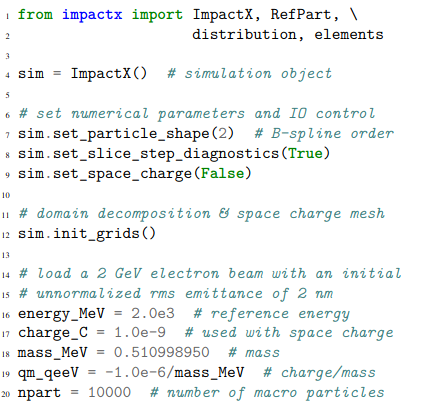 1 from impactx import ImpactX, RefPart, \
2 distribution, elements
3
4 sim = ImpactX() # simulation object
5
6 # set numerical parameters and IO control
7 sim.set_particle_shape(2) # B-spline order
8 sim.set_slice_step_diagnostics(True)
9 sim.set_space_charge(False)
10
11 # domain decomposition & space charge mesh
12 sim.init_grids()
13
14 # load a 2 GeV electron beam with an initial
15 # unnormalized rms emittance of 2 nm
16 energy_MeV = 2.0e3 # reference energy
17 charge_C = 1.0e-9 # used with space charge
18 mass_MeV = 0.510998950 # mass
19 qm_qeeV = -1.0e-6/mass_MeV # charge/mass
20 npart = 10000 # number of macro particles